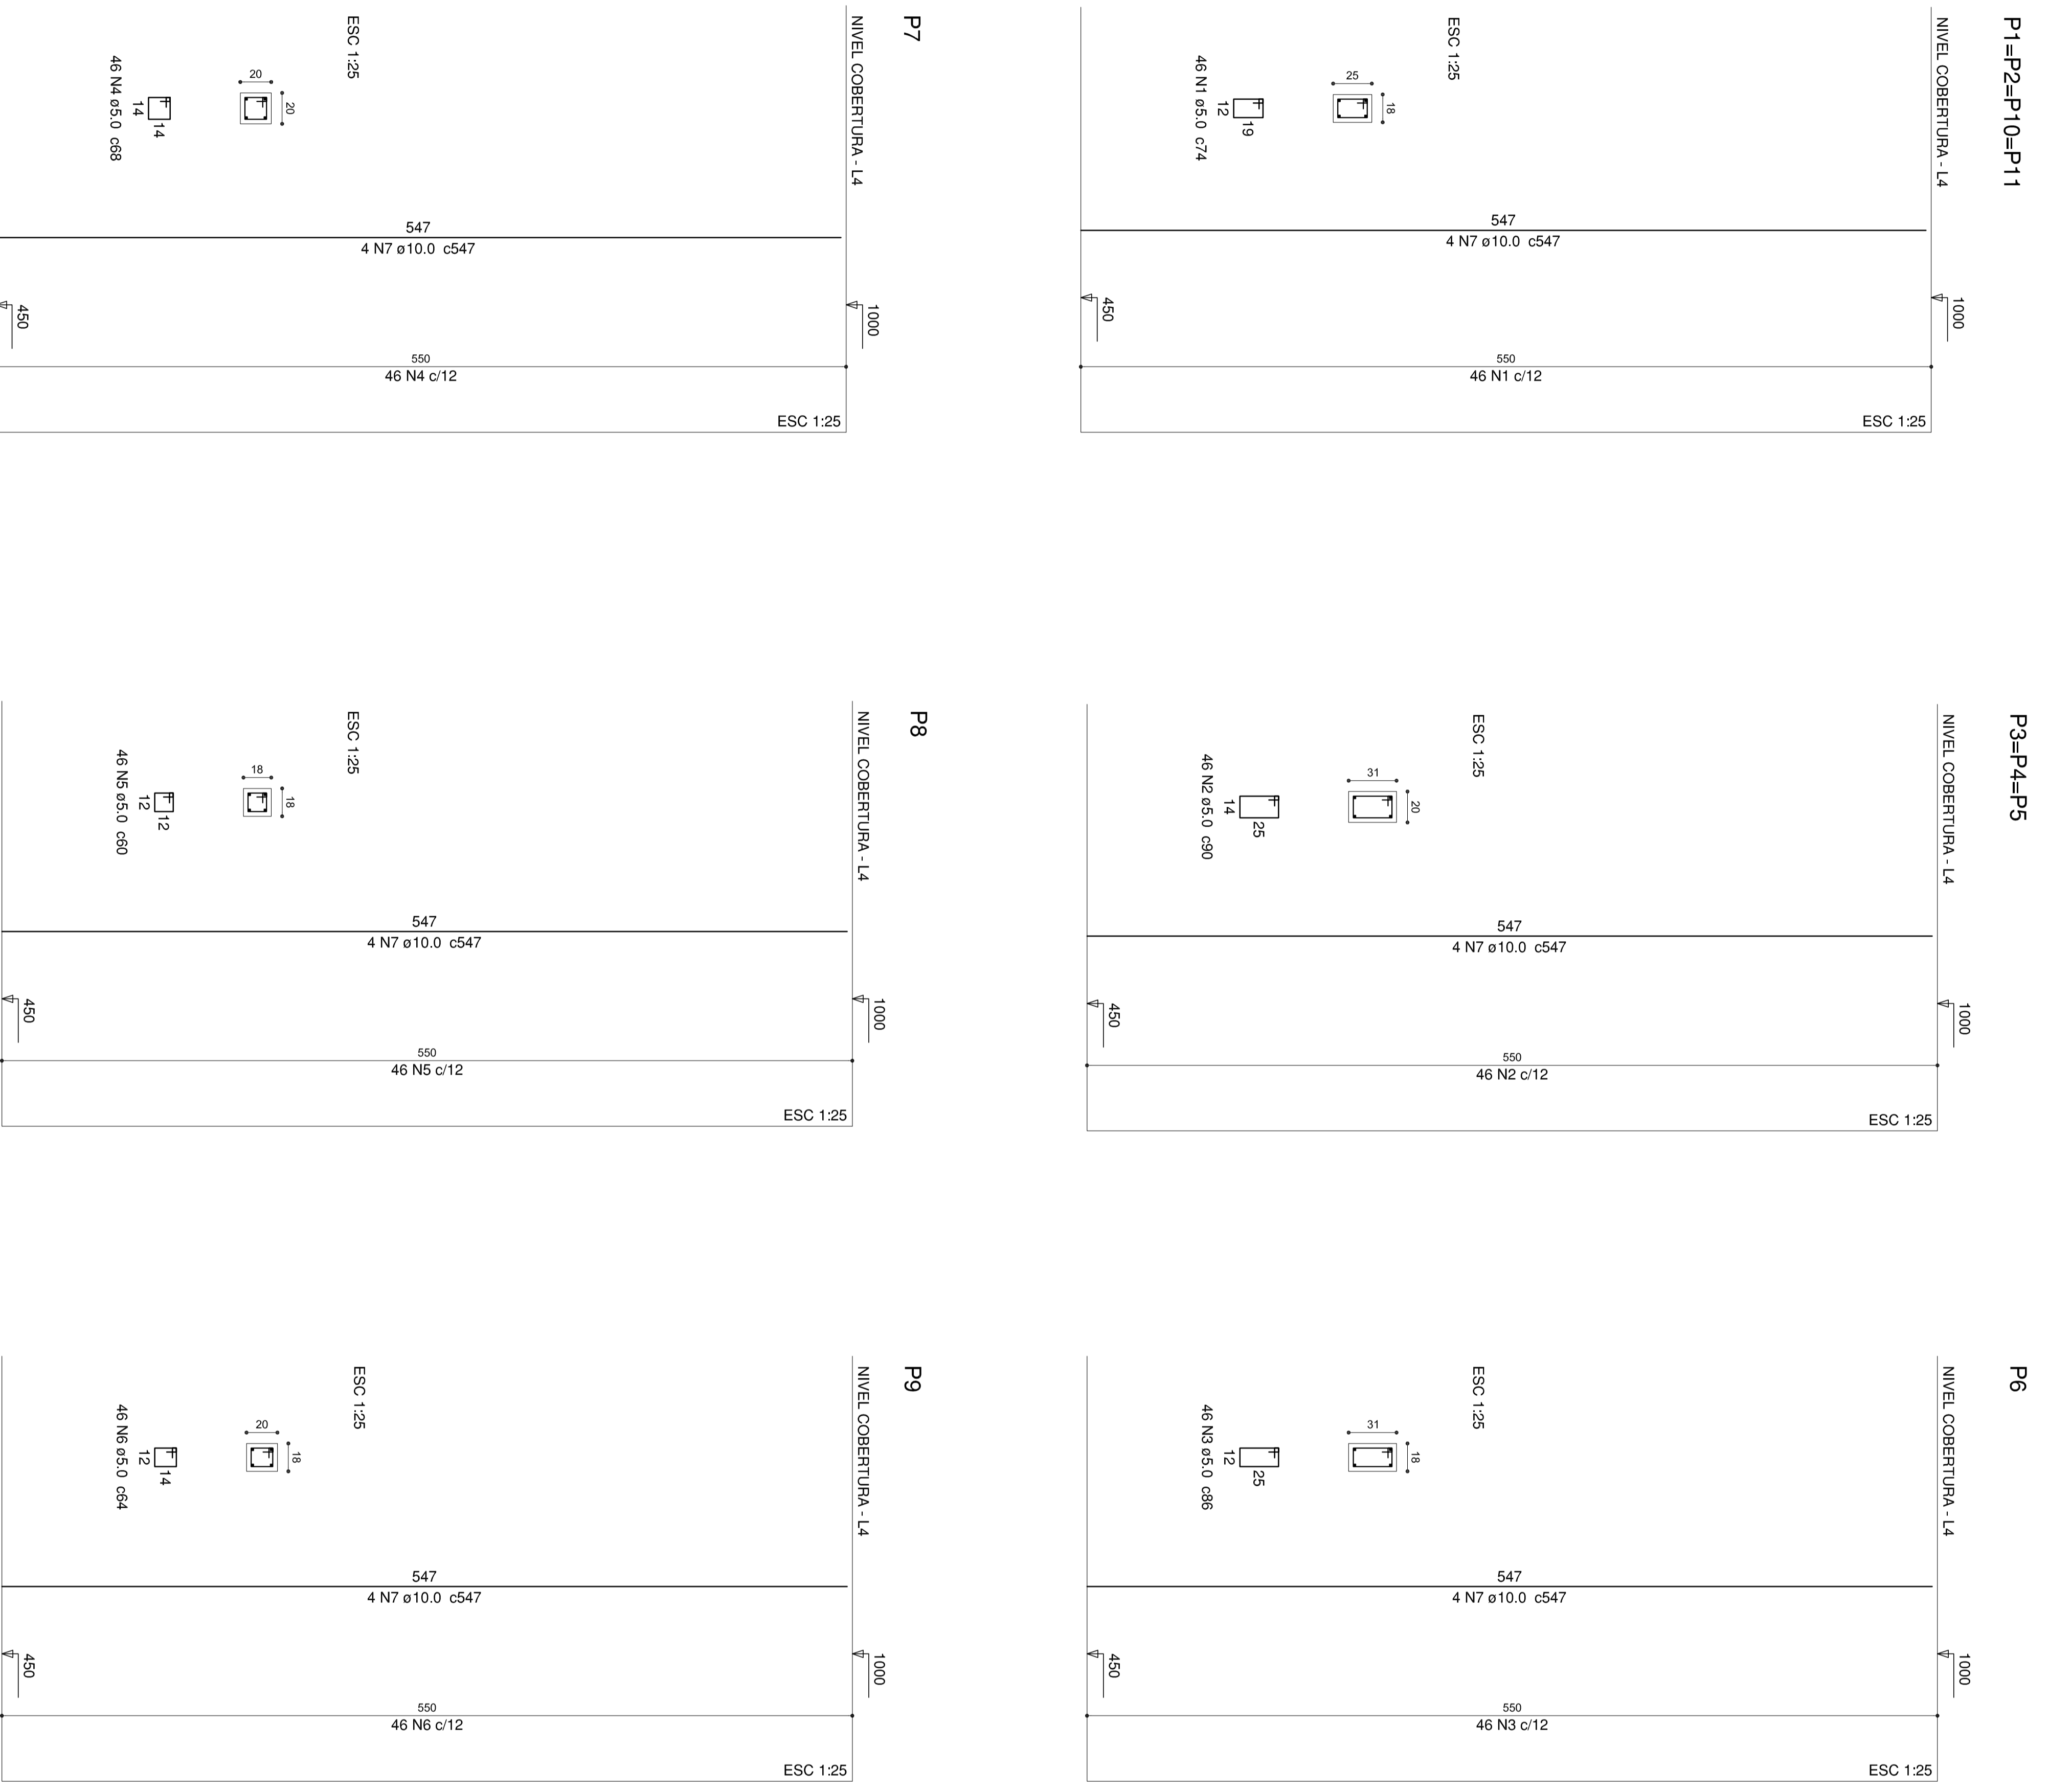 P1=P2=P10=P11
NIVEL COBERTURA - L4
1000
ESC 1:25
25
18
19
12
46 N1 ø5.0  c74
547
4 N7 ø10.0  c547
450
550
46 N1 c/12
ESC 1:25
P3=P4=P5
NIVEL COBERTURA - L4
1000
ESC 1:25
31
20
25
14
46 N2 ø5.0  c90
547
4 N7 ø10.0  c547
450
550
46 N2 c/12
ESC 1:25
P6
NIVEL COBERTURA - L4
1000
ESC 1:25
31
18
25
12
46 N3 ø5.0  c86
547
4 N7 ø10.0  c547
450
550
46 N3 c/12
ESC 1:25
P7
NIVEL COBERTURA - L4
1000
ESC 1:25
20
20
14
14
46 N4 ø5.0  c68
547
4 N7 ø10.0  c547
450
550
46 N4 c/12
ESC 1:25
P8
NIVEL COBERTURA - L4
1000
ESC 1:25
18
18
12
12
46 N5 ø5.0  c60
547
4 N7 ø10.0  c547
450
550
46 N5 c/12
ESC 1:25
P9
NIVEL COBERTURA - L4
1000
ESC 1:25
20
18
14
12
46 N6 ø5.0  c64
547
4 N7 ø10.0  c547
450
550
46 N6 c/12
ESC 1:25